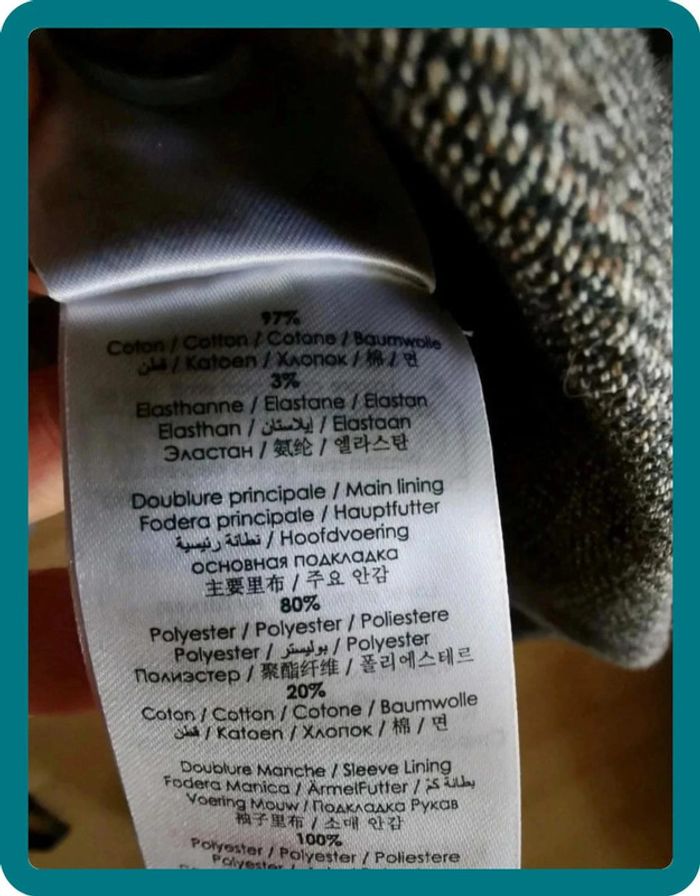 97%
Coton / Cotton / Cotone / Baumwolle
قطن / Katoen / Хлопок / 棉 / 면
3%
Elasthanne / Elastane / Elastan
Elasthan / إيلاستان / Elastaan
Эластан / 氨纶 / 엘라스탄
Doublure principale / Main lining
Fodera principale / Hauptfutter
نطانة رئيسية / Hoofdvoering
основная подкладка
主要里布 / 주요 안감
80%
Polyester / Polyester / Poliestere
Polyester / بوليستر / Polyester
Полиэстер / 聚酯纤维 / 폴리에스테르
20%
Coton / Cotton / Cotone / Baumwolle
قطن / Katoen / Хлопок / 棉 / 면
Doublure Manche / Sleeve Lining
Fodera Manica / ÄrmelFutter / بطانة كمّ
Voering Mouw / Подкладка Рукав
袖子里布 / 소매 안감
100%
Polyester / Polyester / Poliestere
Polyester